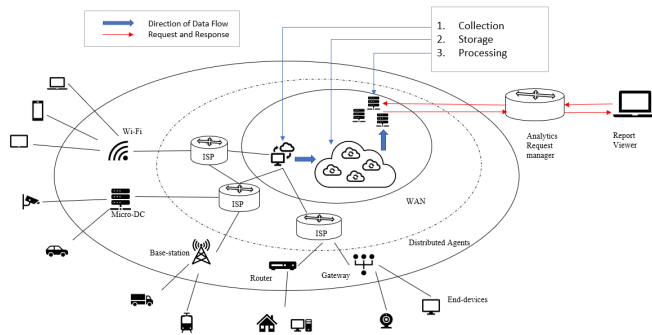 Direction of Data Flow
Request and Response
1. Collection
2. Storage
3. Processing
Wi-Fi
ISP
Analytics
Request
manager
Report
Viewer
Micro-DC
ISP
WAN
ISP
Distributed Agents
Base-station
Router
Gateway
End-devices